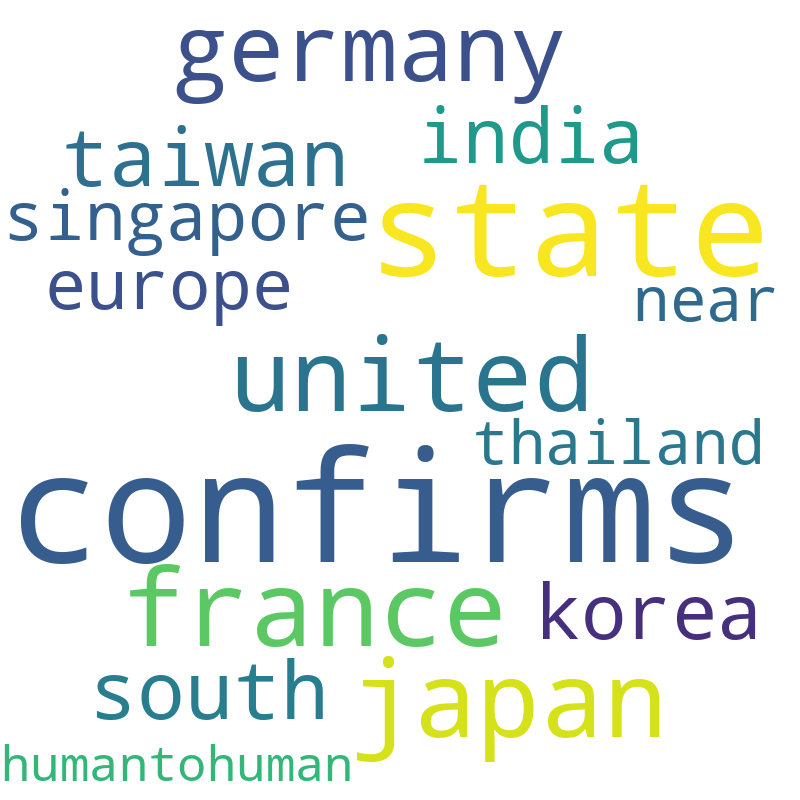 germany
india
taiwan
singapore
state
europe
near
united
thailand
confirms
france
korea
south
japan
humantohuman